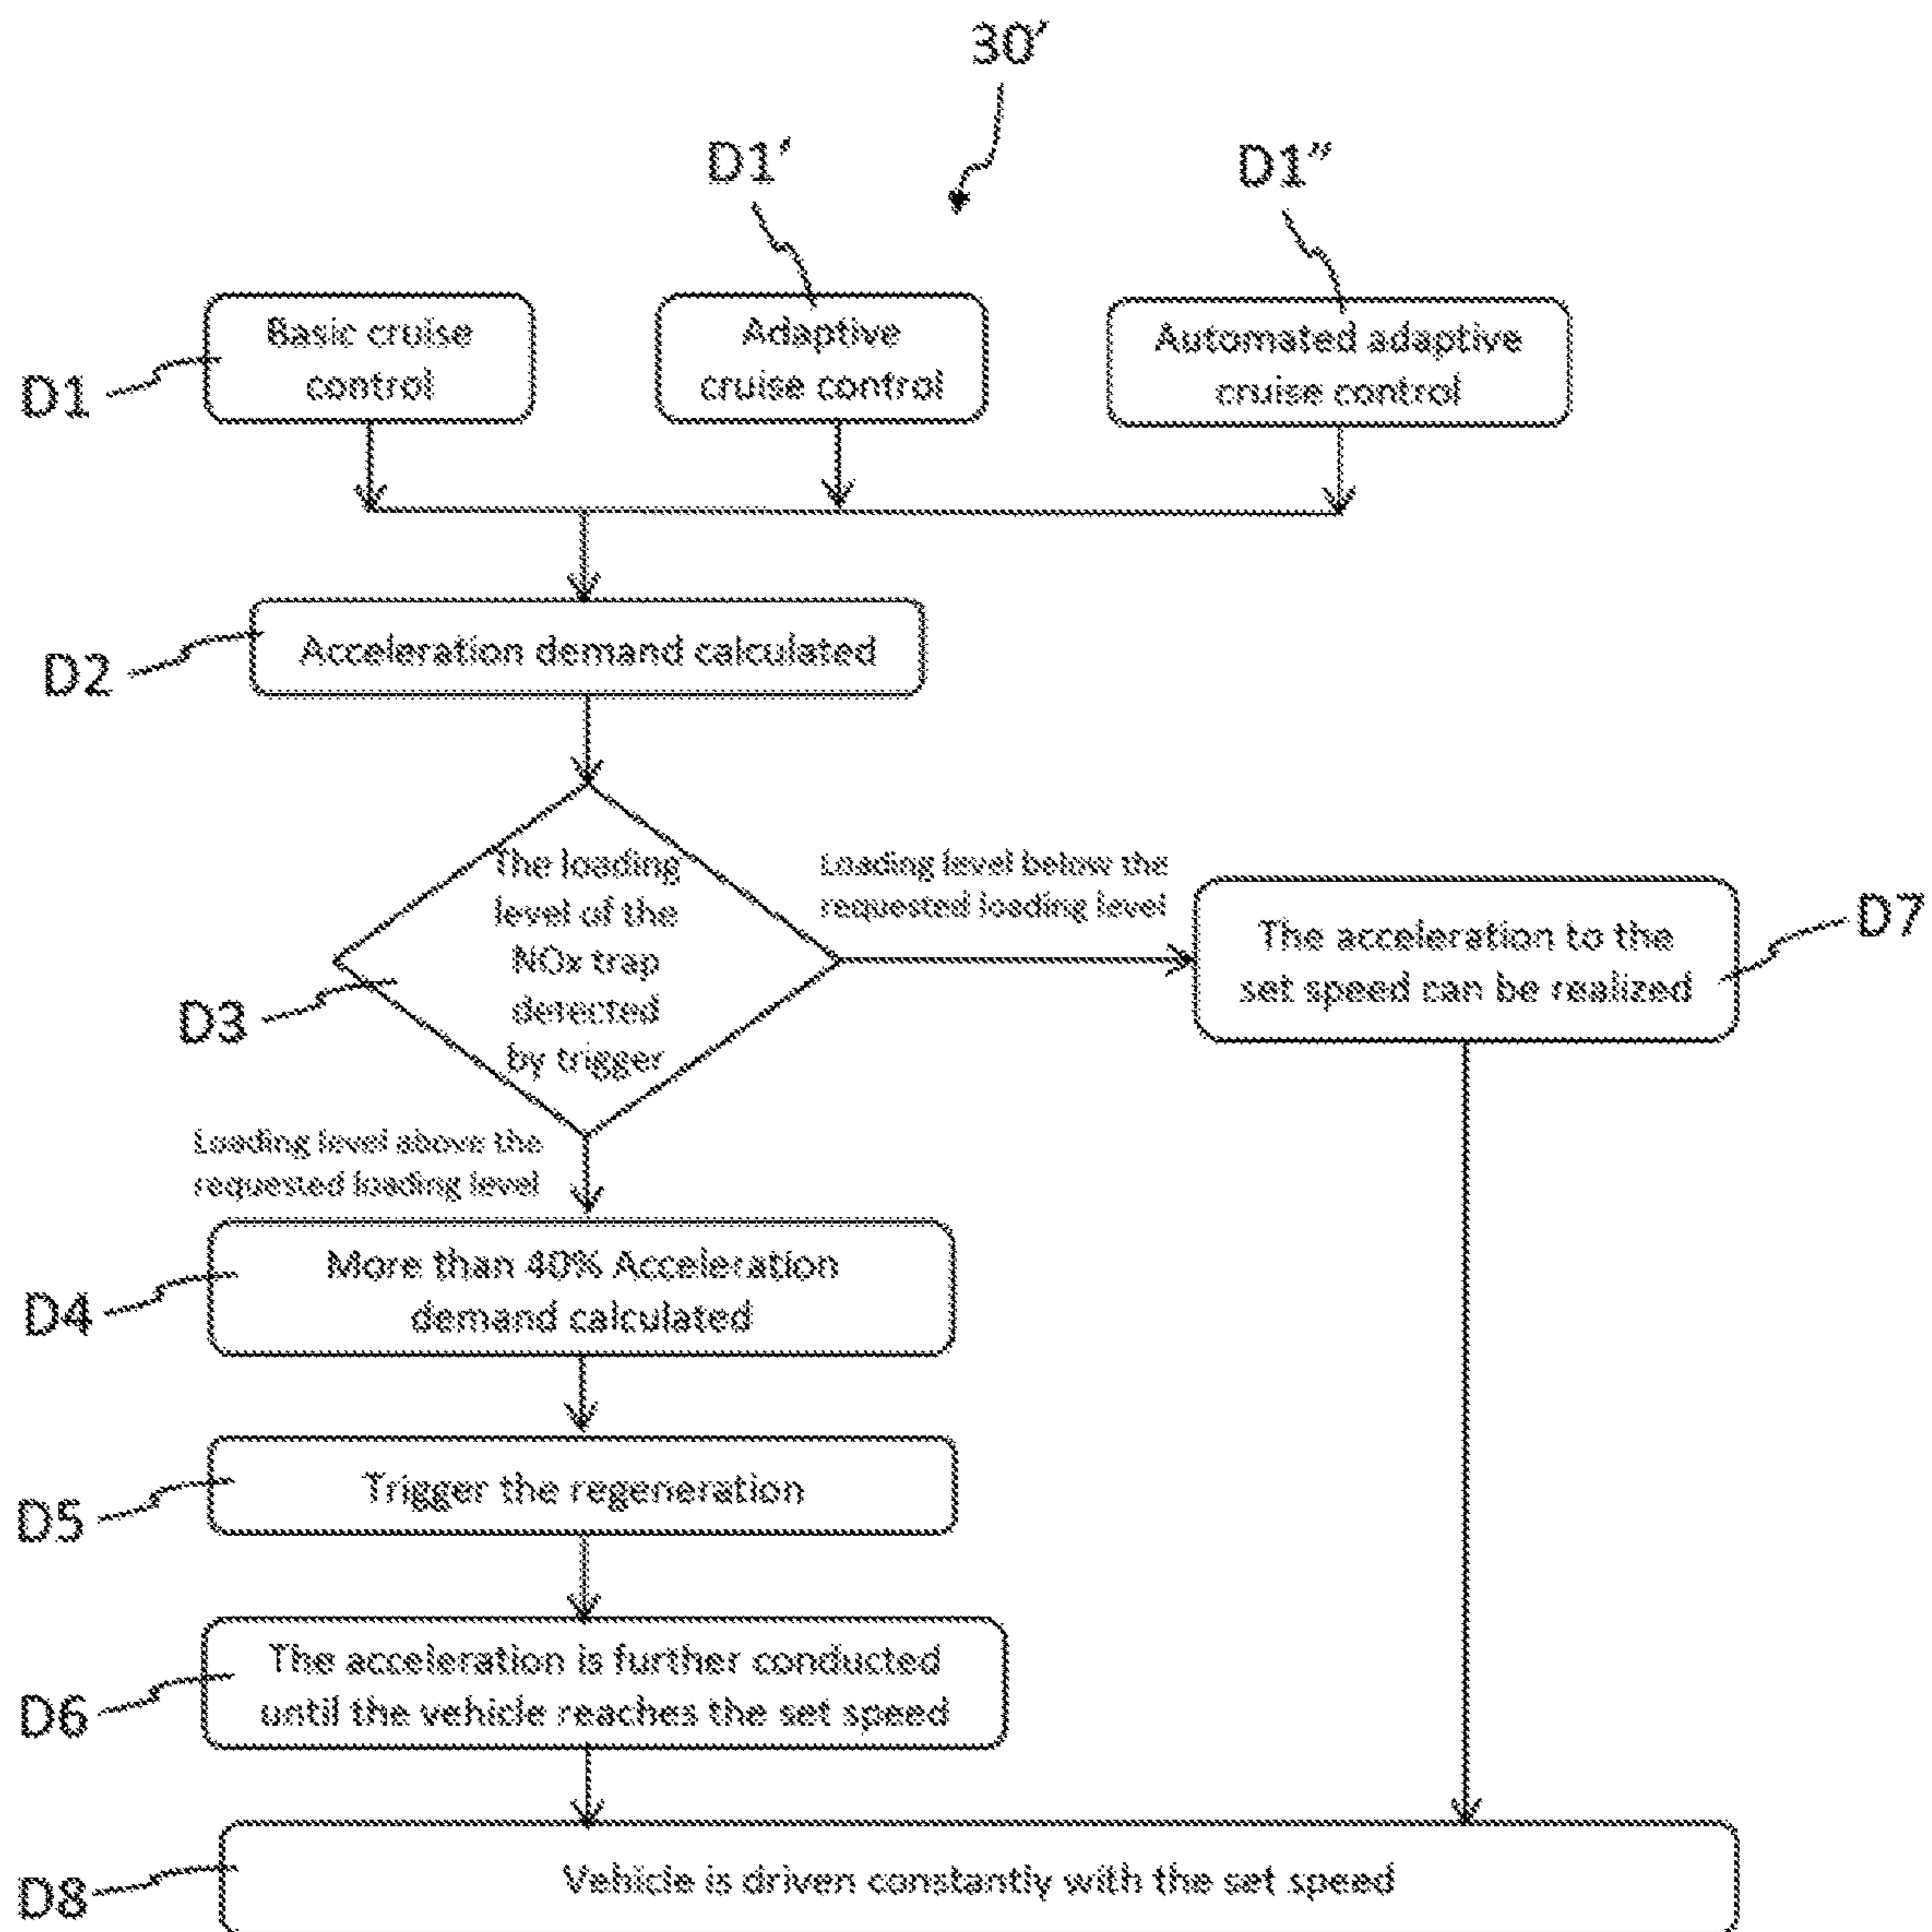 30′
D1′
D1″
Basic cruise
control
Adaptive
cruise control
Automated adaptive
cruise control
D1
Acceleration demand calculated
D2
The loading
level of the
NOx trap
detected
by trigger
Loading level below the
requested loading level
The acceleration to the
set speed can be realized
D7
D3
Loading level above the
requested loading level
More than 40% Acceleration
demand calculated
D4
Trigger the regeneration
D5
The acceleration is further conducted
until the vehicle reaches the set speed
D6
Vehicle is driven constantly with the set speed
D8